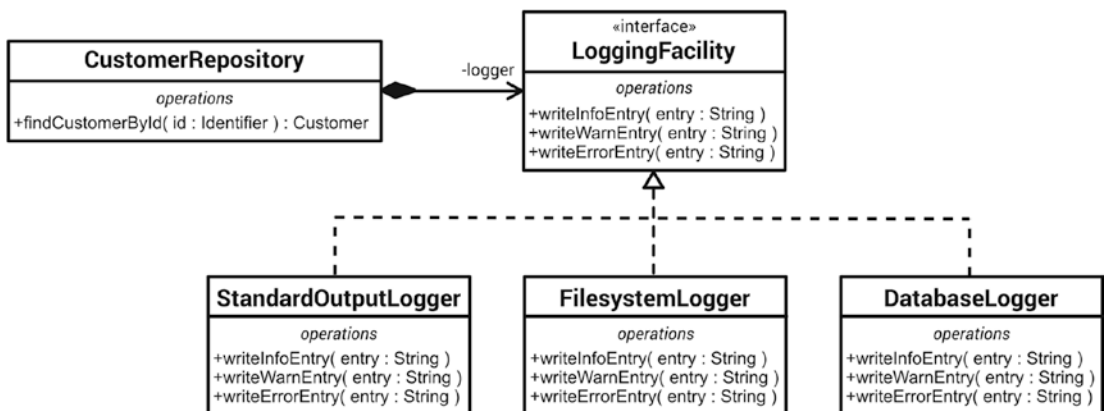 CustomerRepository
operations
+findCustomerById( id : Identifier ) : Customer
-logger
«interface»
LoggingFacility
operations
+writeInfoEntry( entry : String )
+writeWarnEntry( entry : String )
+writeErrorEntry( entry : String )
StandardOutputLogger
operations
+writeInfoEntry( entry : String )
+writeWarnEntry( entry : String )
+writeErrorEntry( entry : String )
FilesystemLogger
operations
+writeInfoEntry( entry : String )
+writeWarnEntry( entry : String )
+writeErrorEntry( entry : String )
DatabaseLogger
operations
+writeInfoEntry( entry : String )
+writeWarnEntry( entry : String )
+writeErrorEntry( entry : String )